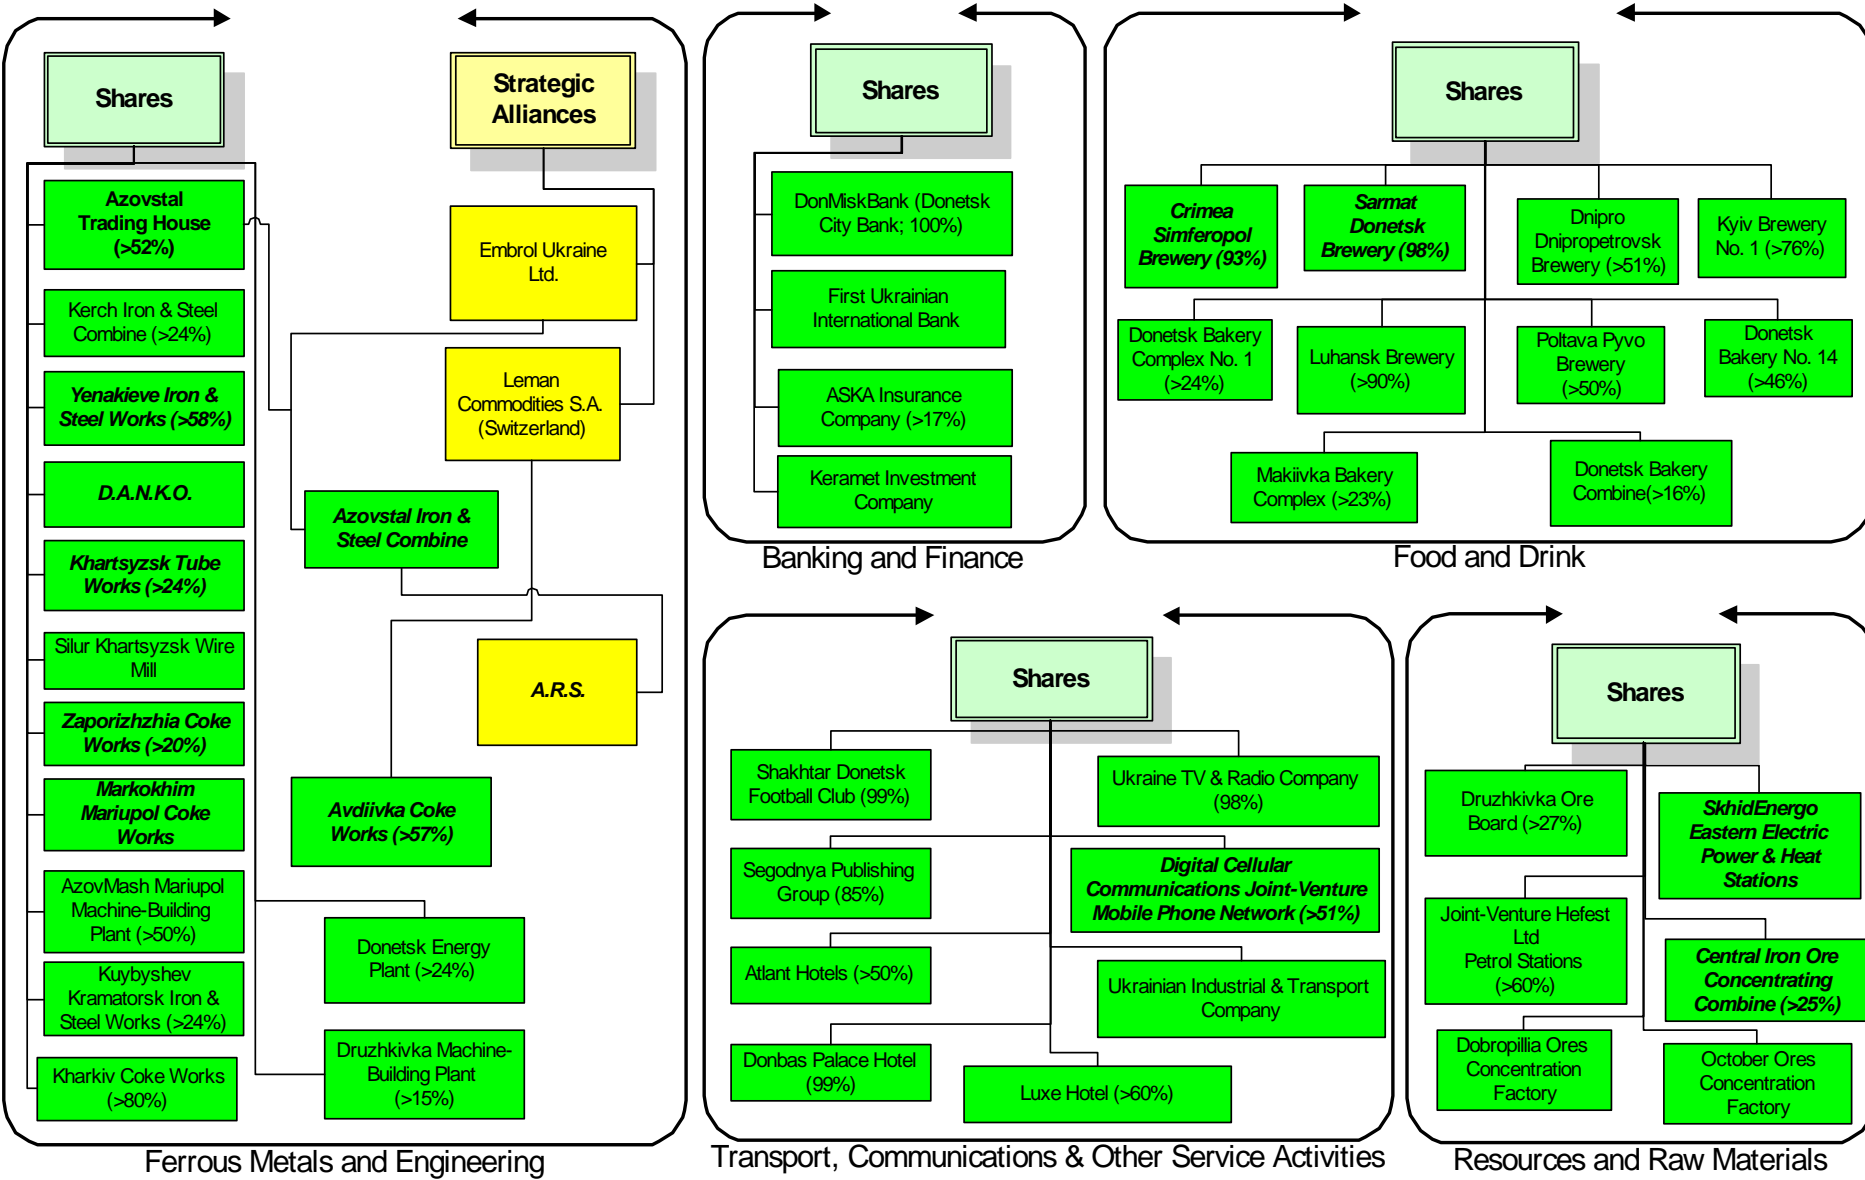 Shares
Strategic
Alliances
Azovstal
Trading House
(>52%)
Kerch Iron & Steel
Combine (>24%)
Yenakieve Iron &
Steel Works (>58%)
D.A.N.K.O.
Khartsyzsk Tube
Works (>24%)
Silur Khartsyzsk Wire
Mill
Zaporizhzhia Coke
Works (>20%)
Markokhim
Mariupol Coke
Works
AzovMash Mariupol
Machine-Building
Plant (>50%)
Kuybyshev
Kramatorsk Iron &
Steel Works (>24%)
Kharkiv Coke Works
(>80%)
Embrol Ukraine
Ltd.
Leman
Commodities S.A.
(Switzerland)
Azovstal Iron &
Steel Combine
A.R.S.
Avdiivka Coke
Works (>57%)
Donetsk Energy
Plant (>24%)
Druzhkivka Machine-
Building Plant
(>15%)
Ferrous Metals and Engineering
Shares
DonMiskBank (Donetsk
City Bank; 100%)
First Ukrainian
International Bank
ASKA Insurance
Company (>17%)
Keramet Investment
Company
Banking and Finance
Shares
Crimea
Simferopol
Brewery (93%)
Sarmat
Donetsk
Brewery (98%)
Dnipro
Dnipropetrovsk
Brewery (>51%)
Kyiv Brewery
No. 1 (>76%)
Donetsk Bakery
Complex No. 1
(>24%)
Luhansk Brewery
(>90%)
Poltava Pyvo
Brewery
(>50%)
Donetsk
Bakery No. 14
(>46%)
Makiivka Bakery
Complex (>23%)
Donetsk Bakery
Combine(>16%)
Food and Drink
Shares
Shakhtar Donetsk
Football Club (99%)
Ukraine TV & Radio Company
(98%)
Segodnya Publishing
Group (85%)
Digital Cellular
Communications Joint-Venture
Mobile Phone Network (>51%)
Atlant Hotels (>50%)
Ukrainian Industrial & Transport
Company
Donbas Palace Hotel
(99%)
Luxe Hotel (>60%)
Transport, Communications & Other Service Activities
Shares
Druzhkivka Ore
Board (>27%)
SkhidEnergo
Eastern Electric
Power & Heat
Stations
Joint-Venture Hefest
Ltd
Petrol Stations
(>60%)
Central Iron Ore
Concentrating
Combine (>25%)
Dobropillia Ores
Concentration
Factory
October Ores
Concentration
Factory
Resources and Raw Materials